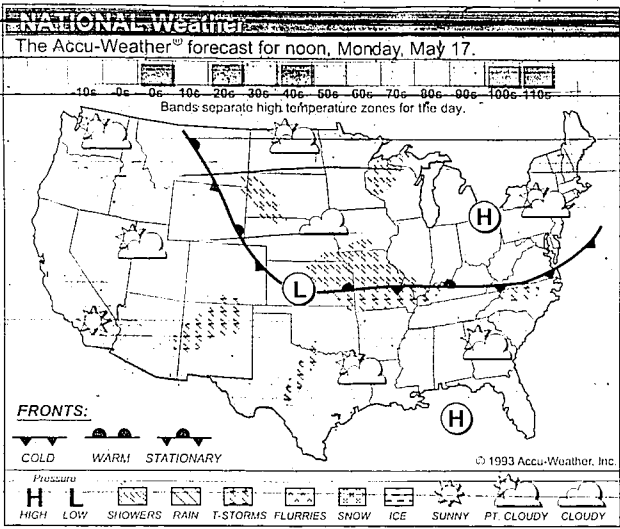 NATIONAL Weather
The Accu-Weather® forecast for noon, Monday, May 17.
-10s -0s 0s 10s 20s 30s 40s 50s 60s 70s 80s 90s 100s 110s
Bands separate high temperature zones for the day.
H
L
H
FRONTS:
COLD WARM STATIONARY
© 1993 Accu-Weather, Inc.
Pressure
H L
HIGH LOW SHOWERS RAIN T-STORMS FLURRIES SNOW ICE SUNNY PT. CLOUDY CLOUDY